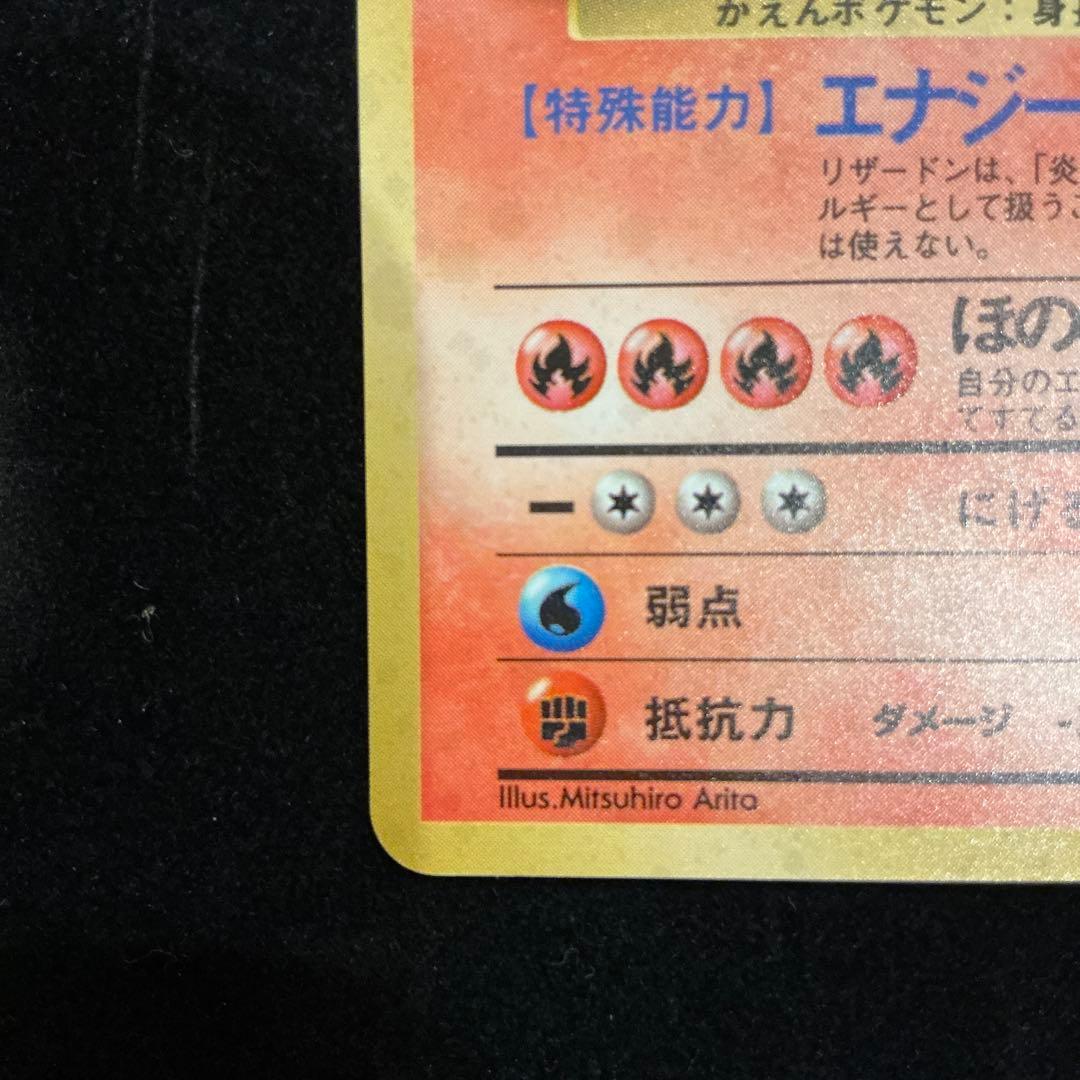 かえんポケモン：身
【特殊能力】 エナジー
リザードンは、「炎
ルギーとして扱うこ
は使えない。
ほの
自分のエ
てすてる
にげる
弱点
抵抗力 ダメージ -
Illus.Mitsuhiro Arita